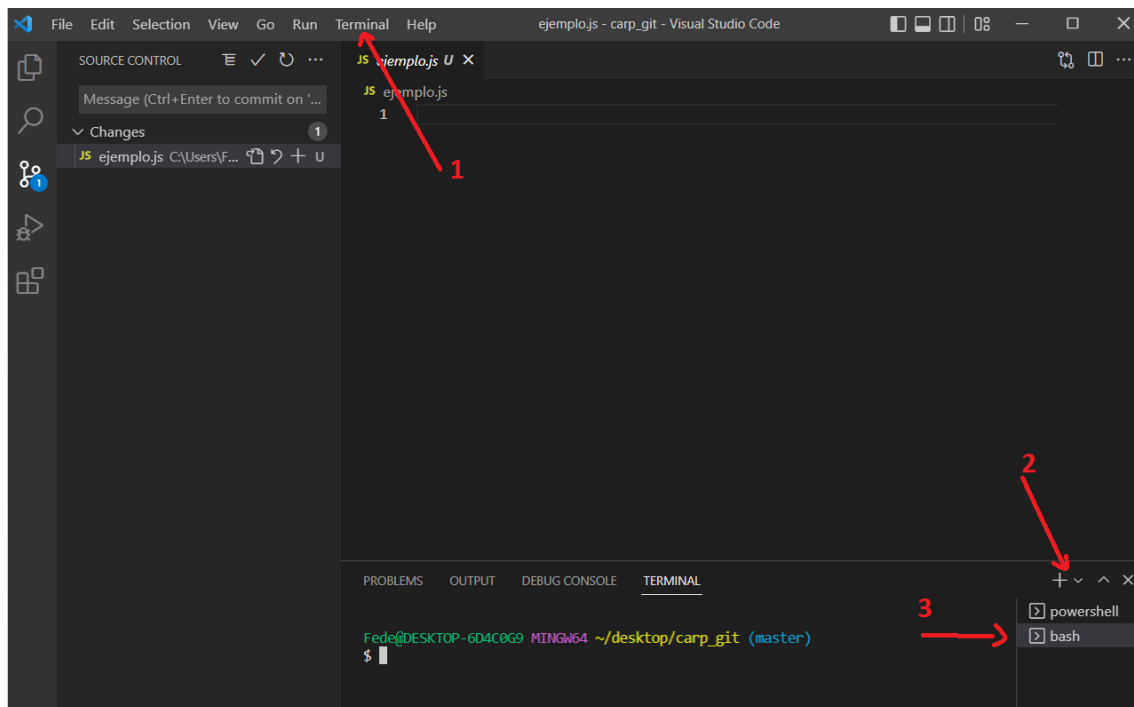 File Edit Selection View Go Run Terminal Help ejemplo.js - carp_git - Visual Studio Code
SOURCE CONTROL
JS ejemplo.js U
Message (Ctrl+Enter to commit on '...
JS ejemplo.js
1
Changes 1
JS ejemplo.js C:\Users\F... U
1
1
2
PROBLEMS OUTPUT DEBUG CONSOLE TERMINAL
3
powershell
bash
Fede@DESKTOP-6D4C0G9 MINGW64 ~/desktop/carp_git (master)
$